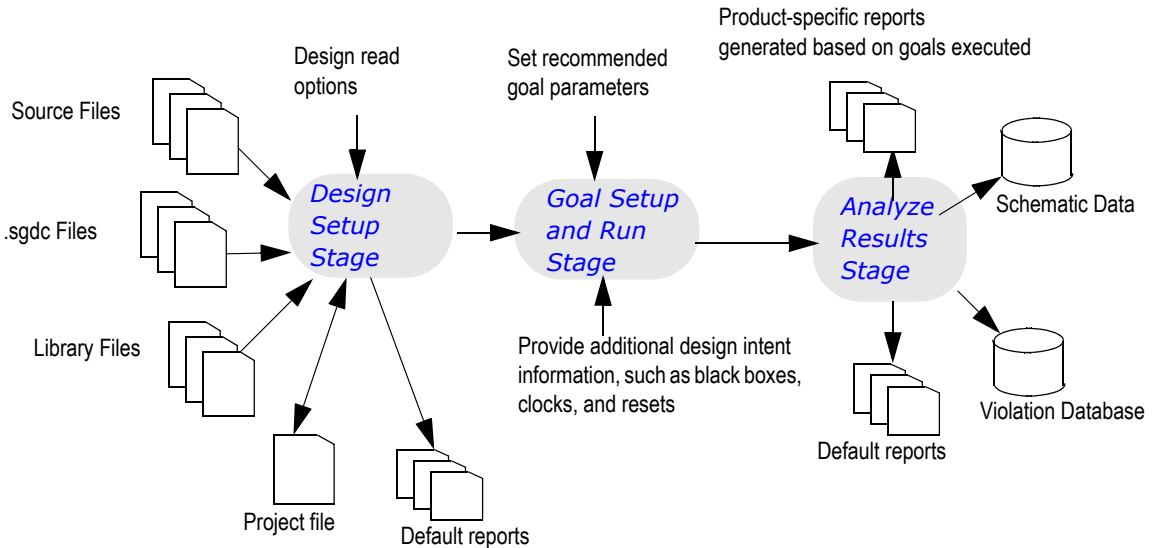 Product-specific reports
generated based on goals executed
Design read
options
Set recommended
goal parameters
Source Files
.sgdc Files
Library Files
Design
Setup
Stage
Goal Setup
and Run
Stage
Analyze
Results
Stage
Schematic Data
Provide additional design intent
information, such as black boxes,
clocks, and resets
Violation Database
Default reports
Project file
Default reports